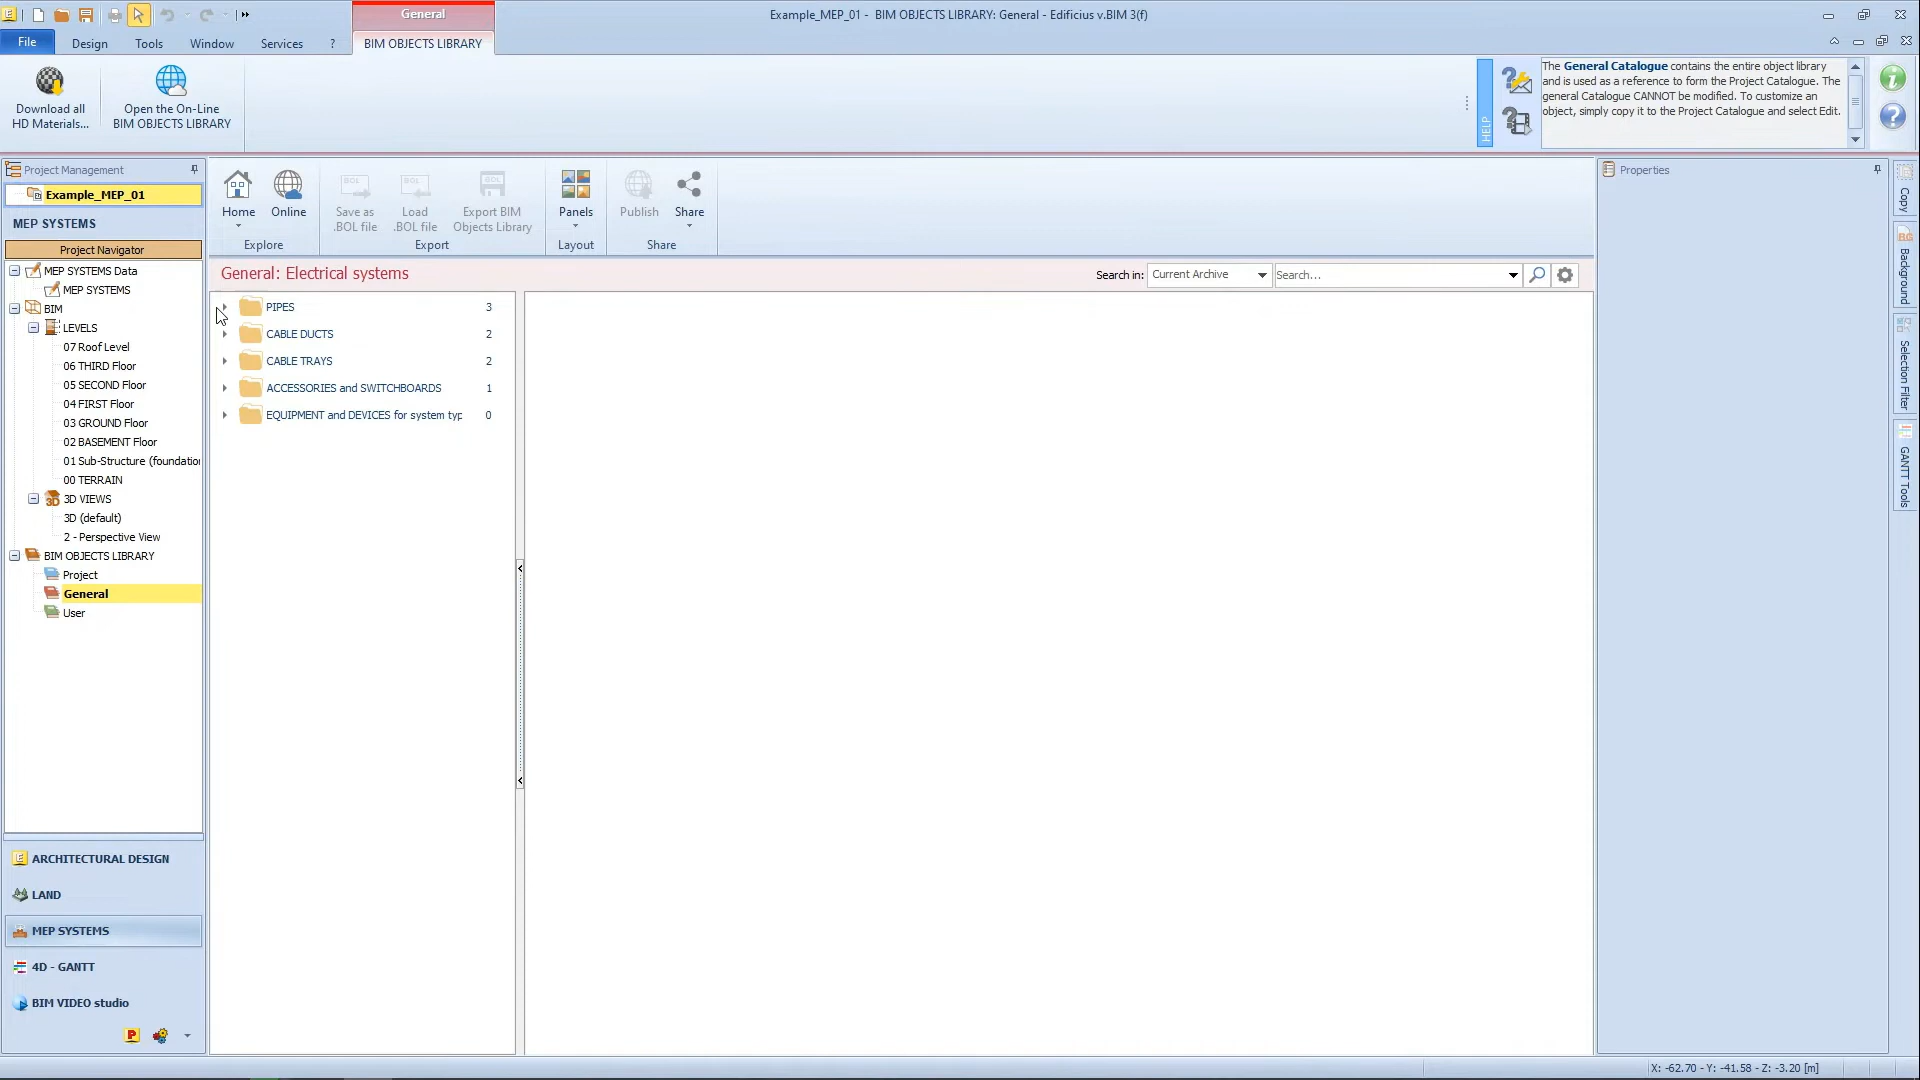 General
Example_MEP_01 - BIM OBJECTS LIBRARY: General - Edificius v.BIM 3(f)
File
Design
Tools
Window
Services
?
BIM OBJECTS LIBRARY
Download all
HD Materials...
Open the On-Line
BIM OBJECTS LIBRARY
HELP
The General Catalogue contains the entire object library
and is used as a reference to form the Project Catalogue. The
general Catalogue CANNOT be modified. To customize an
object, simply copy it to the Project Catalogue and select Edit.
Project Management
Example_MEP_01
MEP SYSTEMS
Project Navigator
MEP SYSTEMS Data
MEP SYSTEMS
BIM
LEVELS
07 Roof Level
06 THIRD Floor
05 SECOND Floor
04 FIRST Floor
03 GROUND Floor
02 BASEMENT Floor
01 Sub-Structure (foundation
00 TERRAIN
3D VIEWS
3D (default)
2 - Perspective View
BIM OBJECTS LIBRARY
Project
General
User
ARCHITECTURAL DESIGN
LAND
MEP SYSTEMS
4D - GANTT
BIM VIDEO studio
Home
Online
Explore
Save as
.BOL file
Load
.BOL file
Export BIM
Objects Library
Export
Panels
Layout
Publish
Share
Share
General: Electrical systems
Search in:
Current Archive
Search...
PIPES 3
CABLE DUCTS 2
CABLE TRAYS 2
ACCESSORIES and SWITCHBOARDS 1
EQUIPMENT and DEVICES for system typ 0
Properties
Copy
Background
Selection Filter
GANTT Tools
X: -62.70 - Y: -41.58 - Z: -3.20 [m]